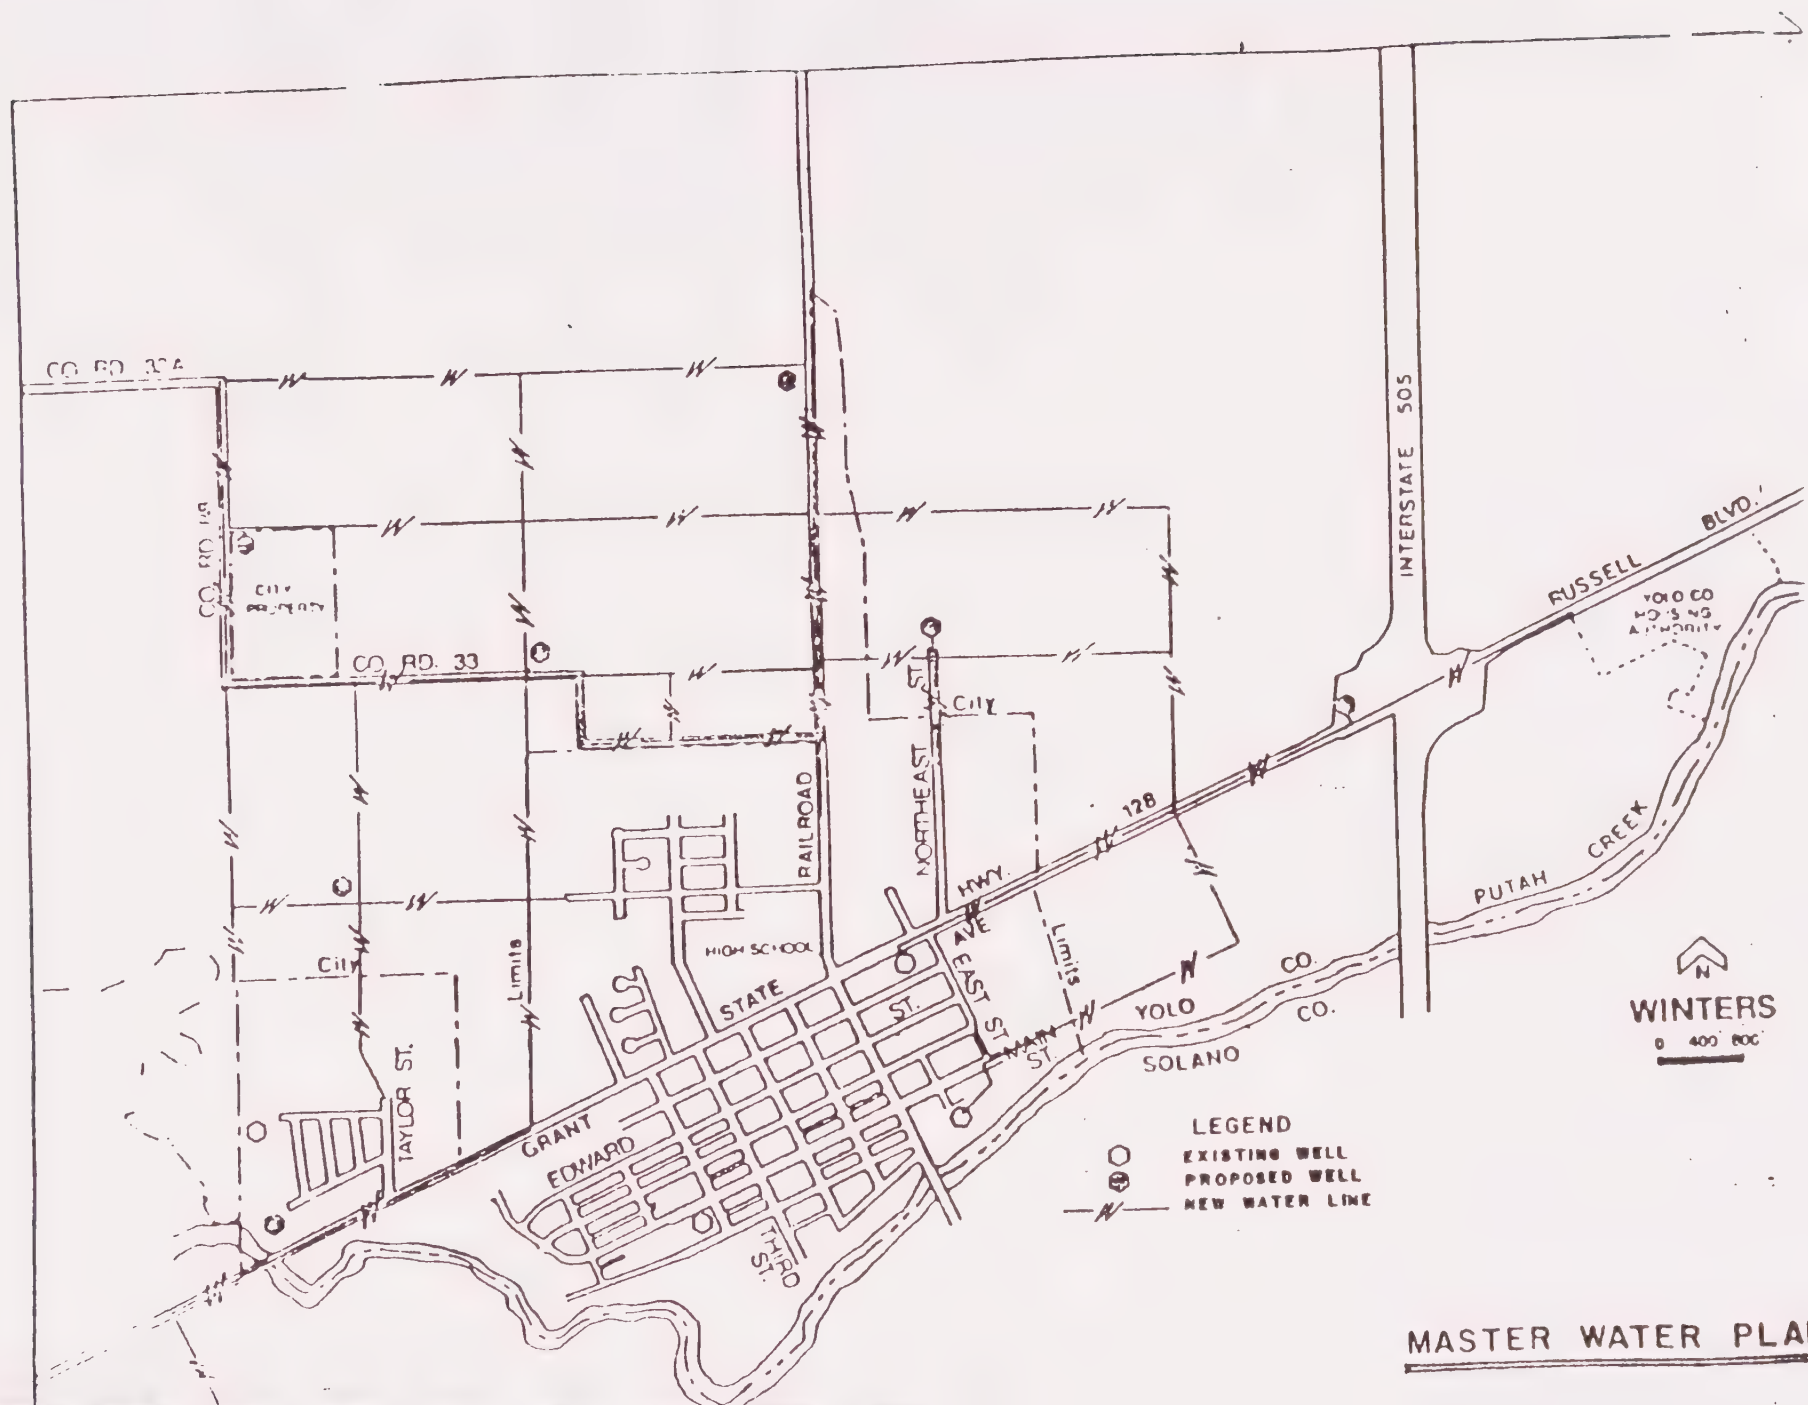 CO. RD. 33A
CO. RD. 89
CITY
PROPERTY
CO. RD. 33
INTERSTATE 505
RUSSELL BLVD.
YOLO CO
HOUSING
AUTHORITY
ST
City
NORTHEAST
RAILROAD
128
HWY.
AVE
HIGH SCHOOL
STATE
ST.
EAST ST
MAIN
ST.
Limits
City
Limits
TAYLOR ST.
GRANT
EDWARD
THIRD
ST.
PUTAH CREEK
YOLO CO.
SOLANO CO.
N
WINTERS
0 400' 800'
LEGEND
EXISTING WELL
PROPOSED WELL
W NEW WATER LINE
W W W W W W W W W W W W W W W W W W W W W W W W W W W W W W W W W W W W W W W
MASTER WATER PLA